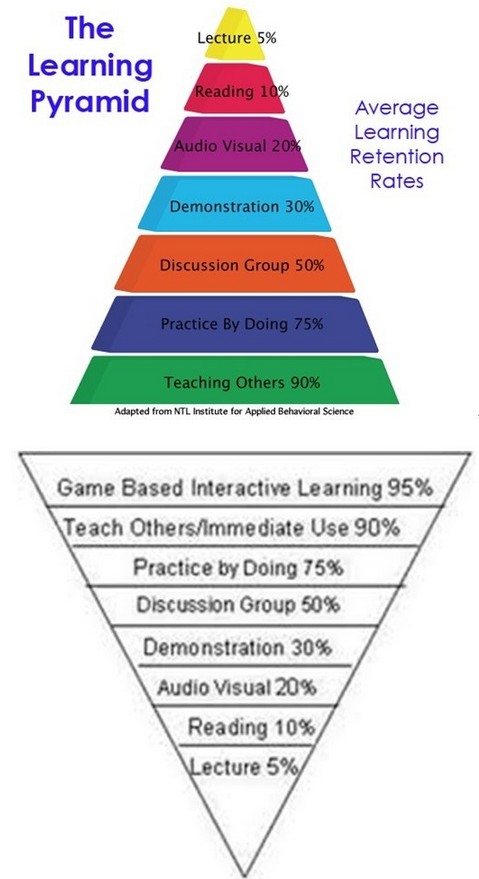 The
Learning
Pyramid
Lecture 5%
Reading 10%
Audio Visual 20%
Average
Learning
Retention
Rates
Demonstration 30%
Discussion Group 50%
Practice By Doing 75%
Teaching Others 90%
Adapted from NTL Institute for Applied Behavioral Science
Game Based Interactive Learning 95%
Teach Others/Immediate Use 90%
Practice by Doing 75%
Discussion Group 50%
Demonstration 30%
Audio Visual 20%
Reading 10%
Lecture 5%